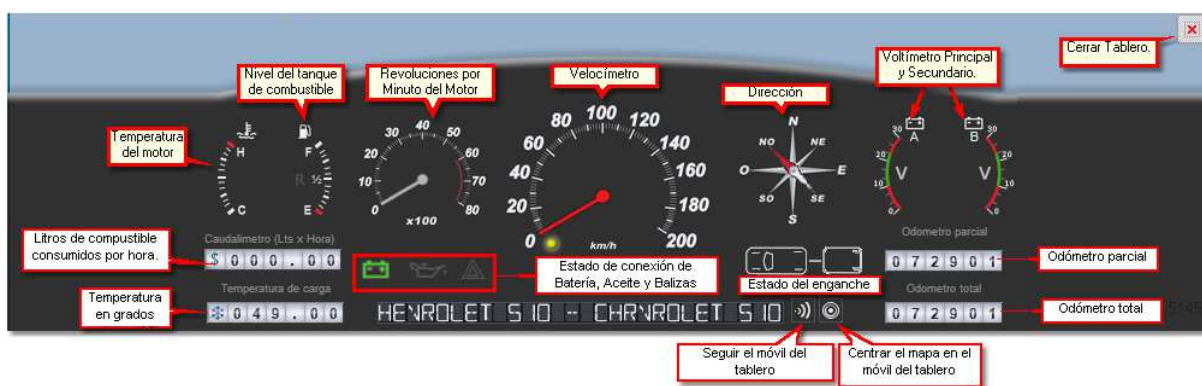 Cerrar Tablero.
Nivel del tanque
de combustible
Revoluciones por
Minuto del Motor
Velocímetro
Dirección
Voltímetro Principal
y Secundario.
Temperatura
del motor
H
C
F
R ½
E
0
10
20
30
40
50
60
70
80
x100
0
20
40
60
80
100
120
140
160
180
200
km/h
N
NE
E
SE
S
SO
O
NO
A
30
20
10
0
V
B
30
20
10
0
V
Litros de compustible
consumidos por hora.
Caudalimetro (Lts x Hora)
$ 0 0 0 . 0 0
Estado de conexión de
Batería, Aceite y Balizas
Estado del enganche
Odometro parcial
0 7 2 9 0 1
Odómetro parcial
Temperatura
en grados
Temperatura de carga
0 4 9 . 0 0
HEVROLET S10 -- CHRVROLET S10
Odometro total
0 7 2 9 0 1
Odómetro total
Seguir el móvil del
tablero
Centrar el mapa en el
móvil del tablero